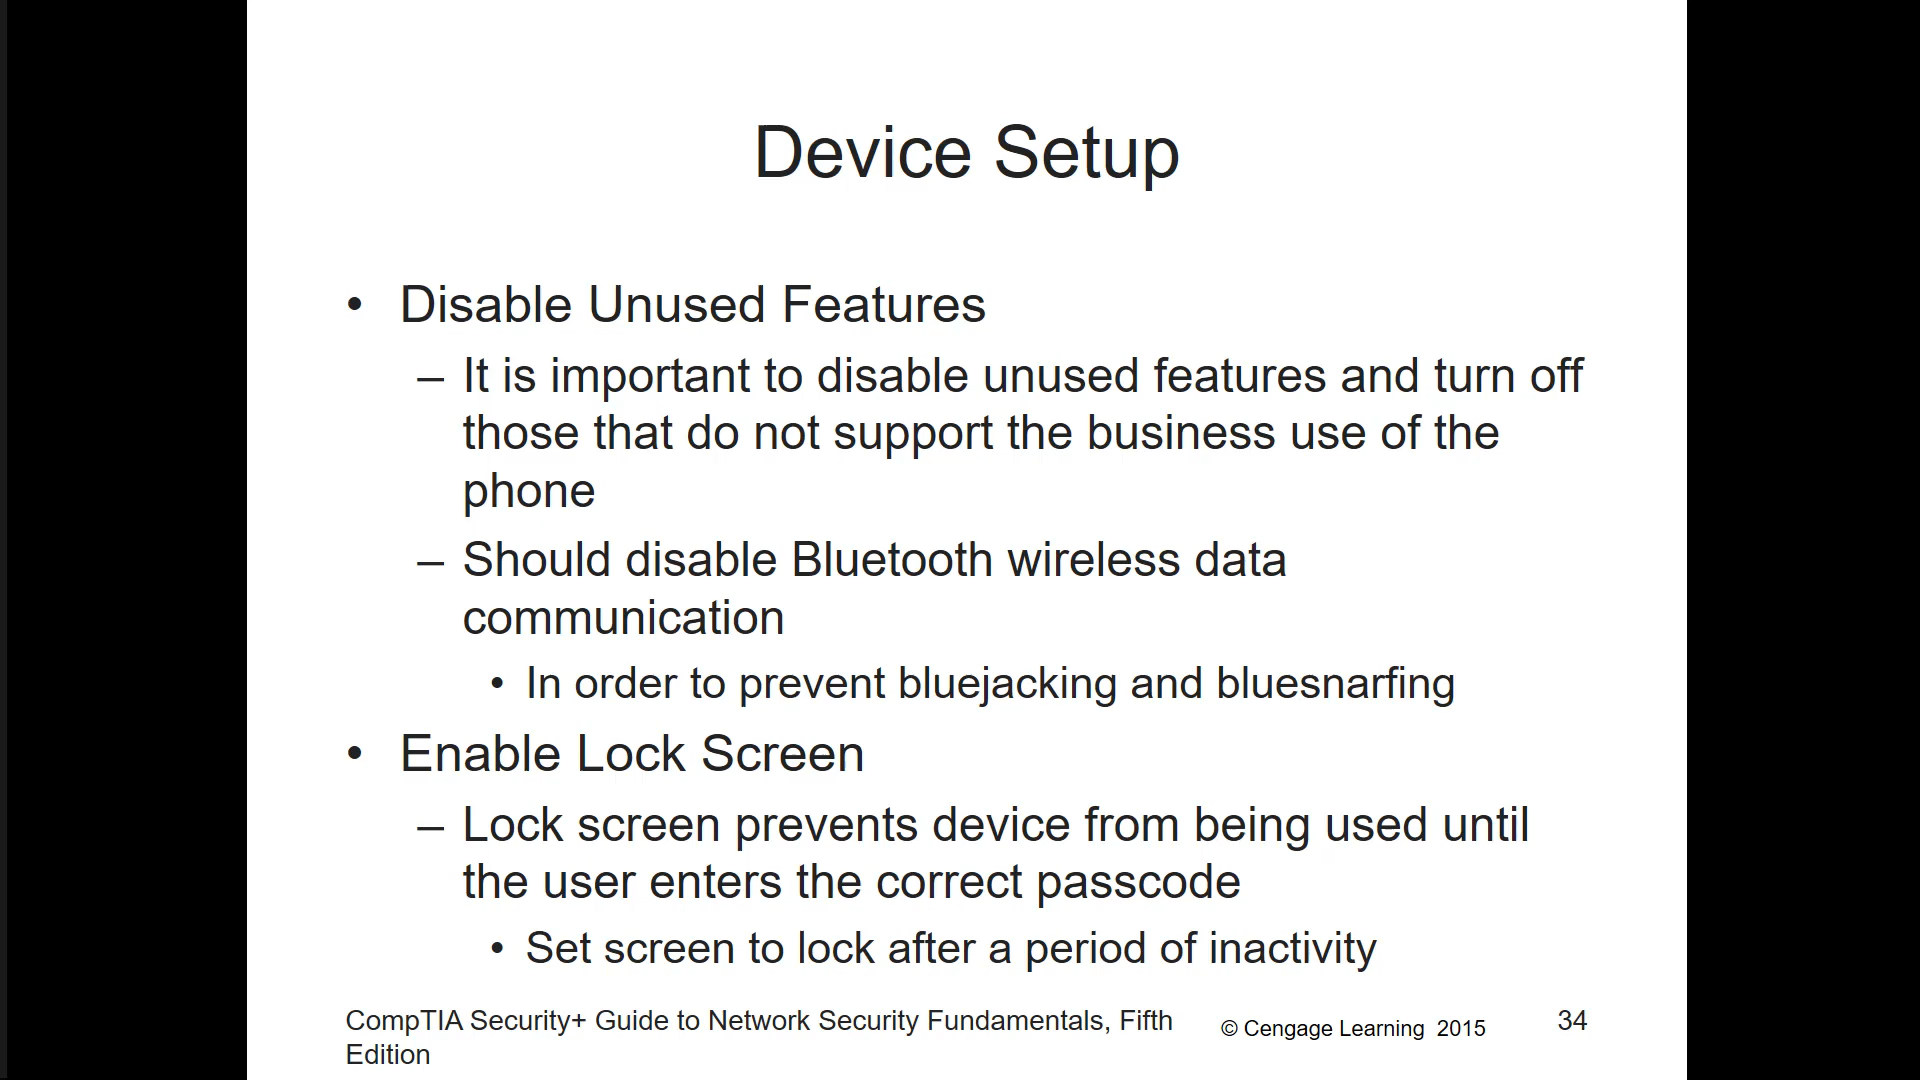 Device Setup
• Disable Unused Features
– It is important to disable unused features and turn off
those that do not support the business use of the
phone
– Should disable Bluetooth wireless data
communication
• In order to prevent bluejacking and bluesnarfing
• Enable Lock Screen
– Lock screen prevents device from being used until
the user enters the correct passcode
• Set screen to lock after a period of inactivity
CompTIA Security+ Guide to Network Security Fundamentals, Fifth
Edition
© Cengage Learning 2015
34